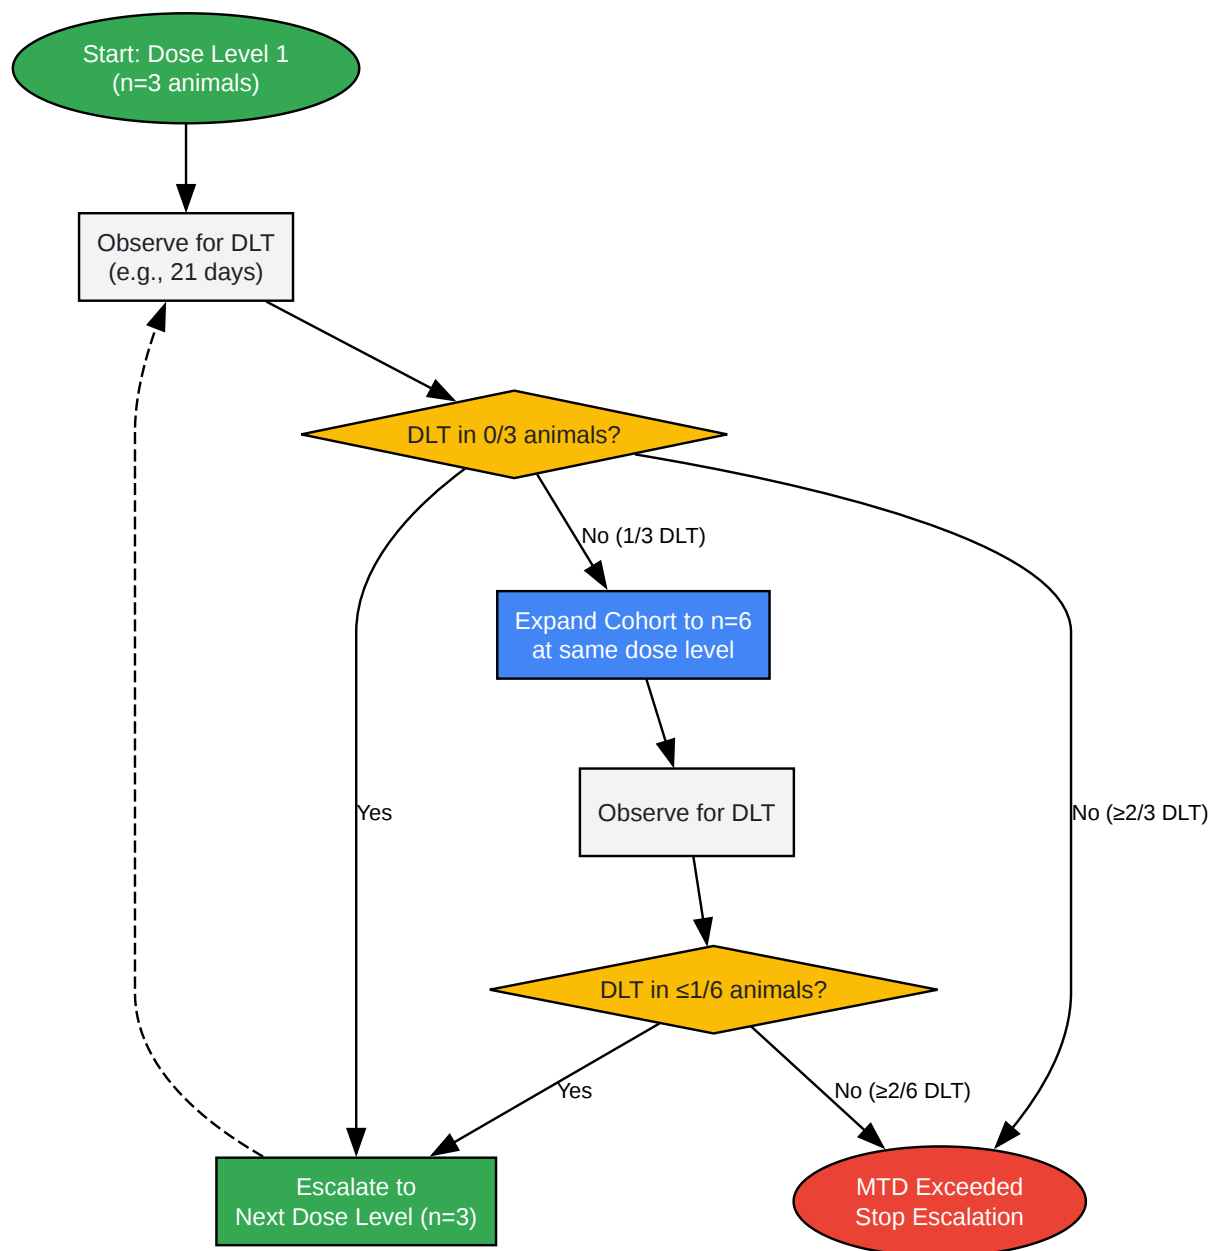 Start: Dose Level 1
(n=3 animals)
Observe for DLT
(e.g., 21 days)
DLT in 0/3 animals?
No (1/3 DLT)
Expand Cohort to n=6
at same dose level
Yes
Observe for DLT
No (≥2/3 DLT)
DLT in ≤1/6 animals?
Yes
No (≥2/6 DLT)
Escalate to
Next Dose Level (n=3)
MTD Exceeded
Stop Escalation